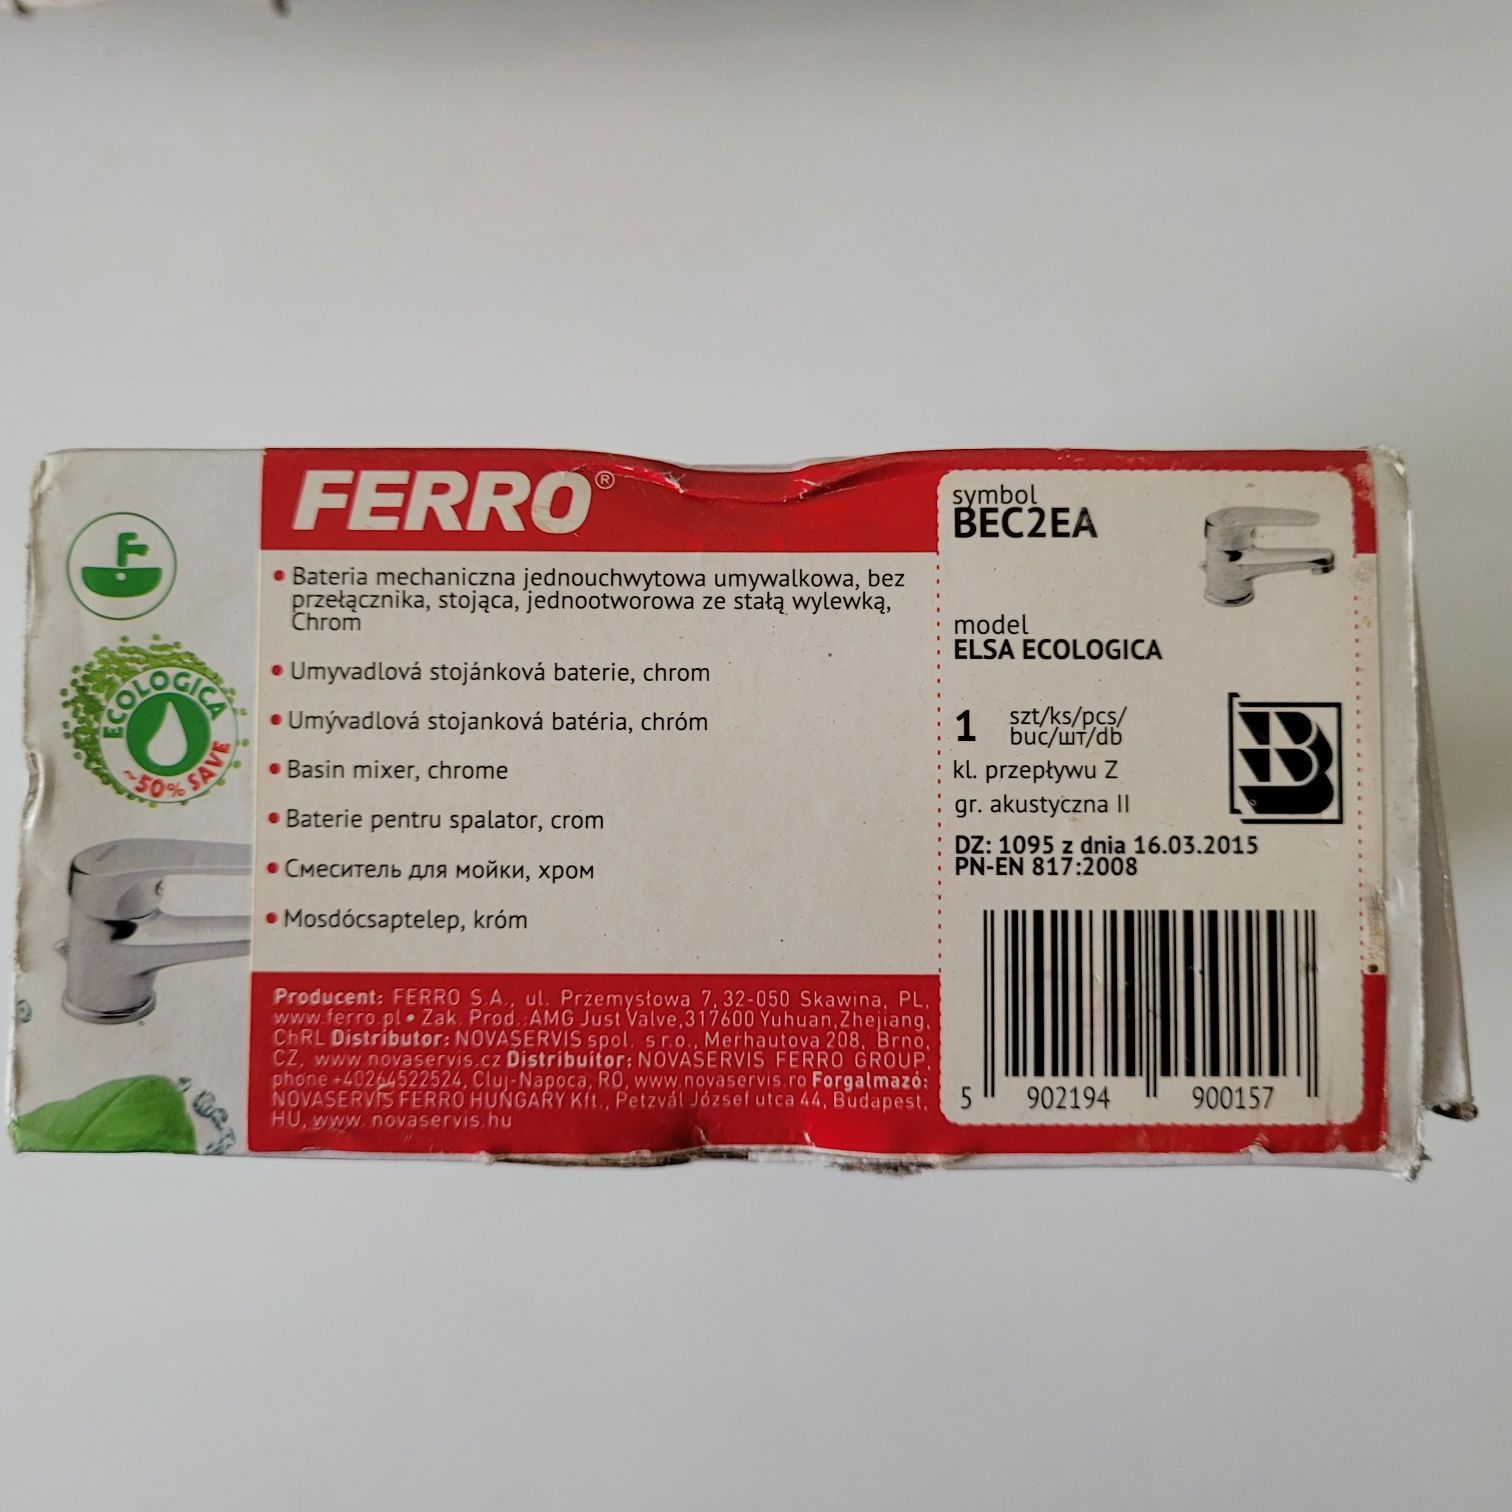 FERRO®
Bateria mechaniczna jednouchwytowa umywalkowa, bez
przełącznika, stojąca, jednootworowa ze stałą wylewką,
Chrom
Umyvadlová stojánková baterie, chrom
Umývadlová stojanková batéria, chróm
Basin mixer, chrome
Baterie pentru spalator, crom
Смеситель для мойки, хром
Mosdócsaptelep, króm
Producent: FERRO S.A., ul. Przemysłowa 7, 32-050 Skawina, PL,
www.ferro.pl • Zak. Prod.:AMG Just Valve,317600 Yuhuan,Zhejiang,
ChRL Distributor: NOVASERVIS spol. s r.o., Merhautova 208, Brno,
CZ, www.novaservis.cz Distribuitor: NOVASERVIS FERRO GROUP,
phone +40264522524, Cluj-Napoca, RO, www.novaservis.ro Forgalmazó:
NOVASERVIS FERRO HUNGARY Kft., Petzvál József utca 44, Budapest,
HU, www. novaservis.hu
ECOLOGICA
~50% SAVE
symbol
BEC2EA
model
ELSA ECOLOGICA
1 szt/ks/pcs/
buc/шт/db
kl. przepływu Z
gr. akustyczna II
DZ: 1095 z dnia 16.03.2015
PN-EN 817:2008
B
5 902194 900157